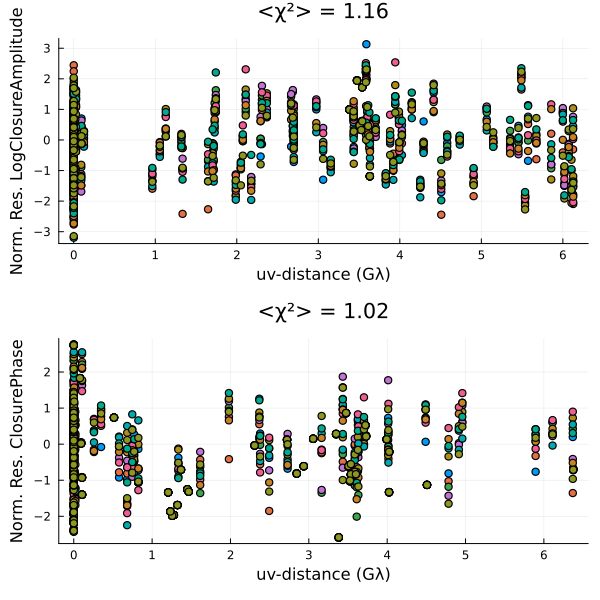 <χ²> = 1.16
Norm. Res. LogClosureAmplitude
3
2
1
0
−1
−2
−3
0 1 2 3 4 5 6
uv-distance (Gλ)
<χ²> = 1.02
Norm. Res. ClosurePhase
2
1
0
−1
−2
0 1 2 3 4 5 6
uv-distance (Gλ)